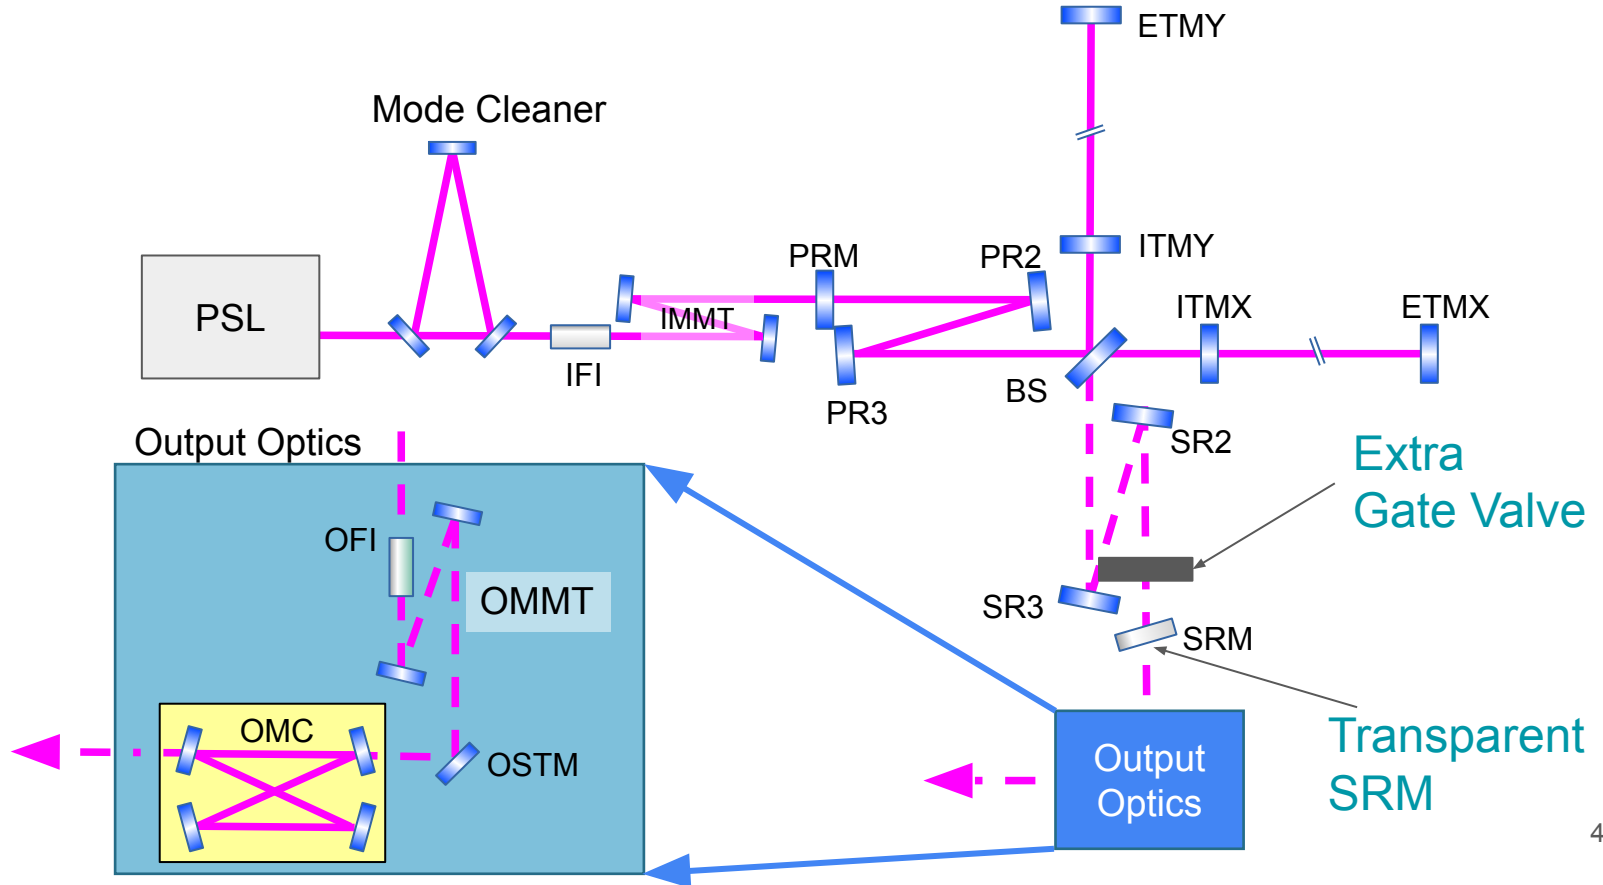 ETMY
Mode Cleaner
PRM
PR2
ITMY
PSL
IMMT
ITMX
ETMX
IFI
PR3
BS
Output Optics
SR2
Extra
Gate Valve
OFI
OMMT
SR3
SRM
OMC
OSTM
Output
Optics
Transparent
SRM
4